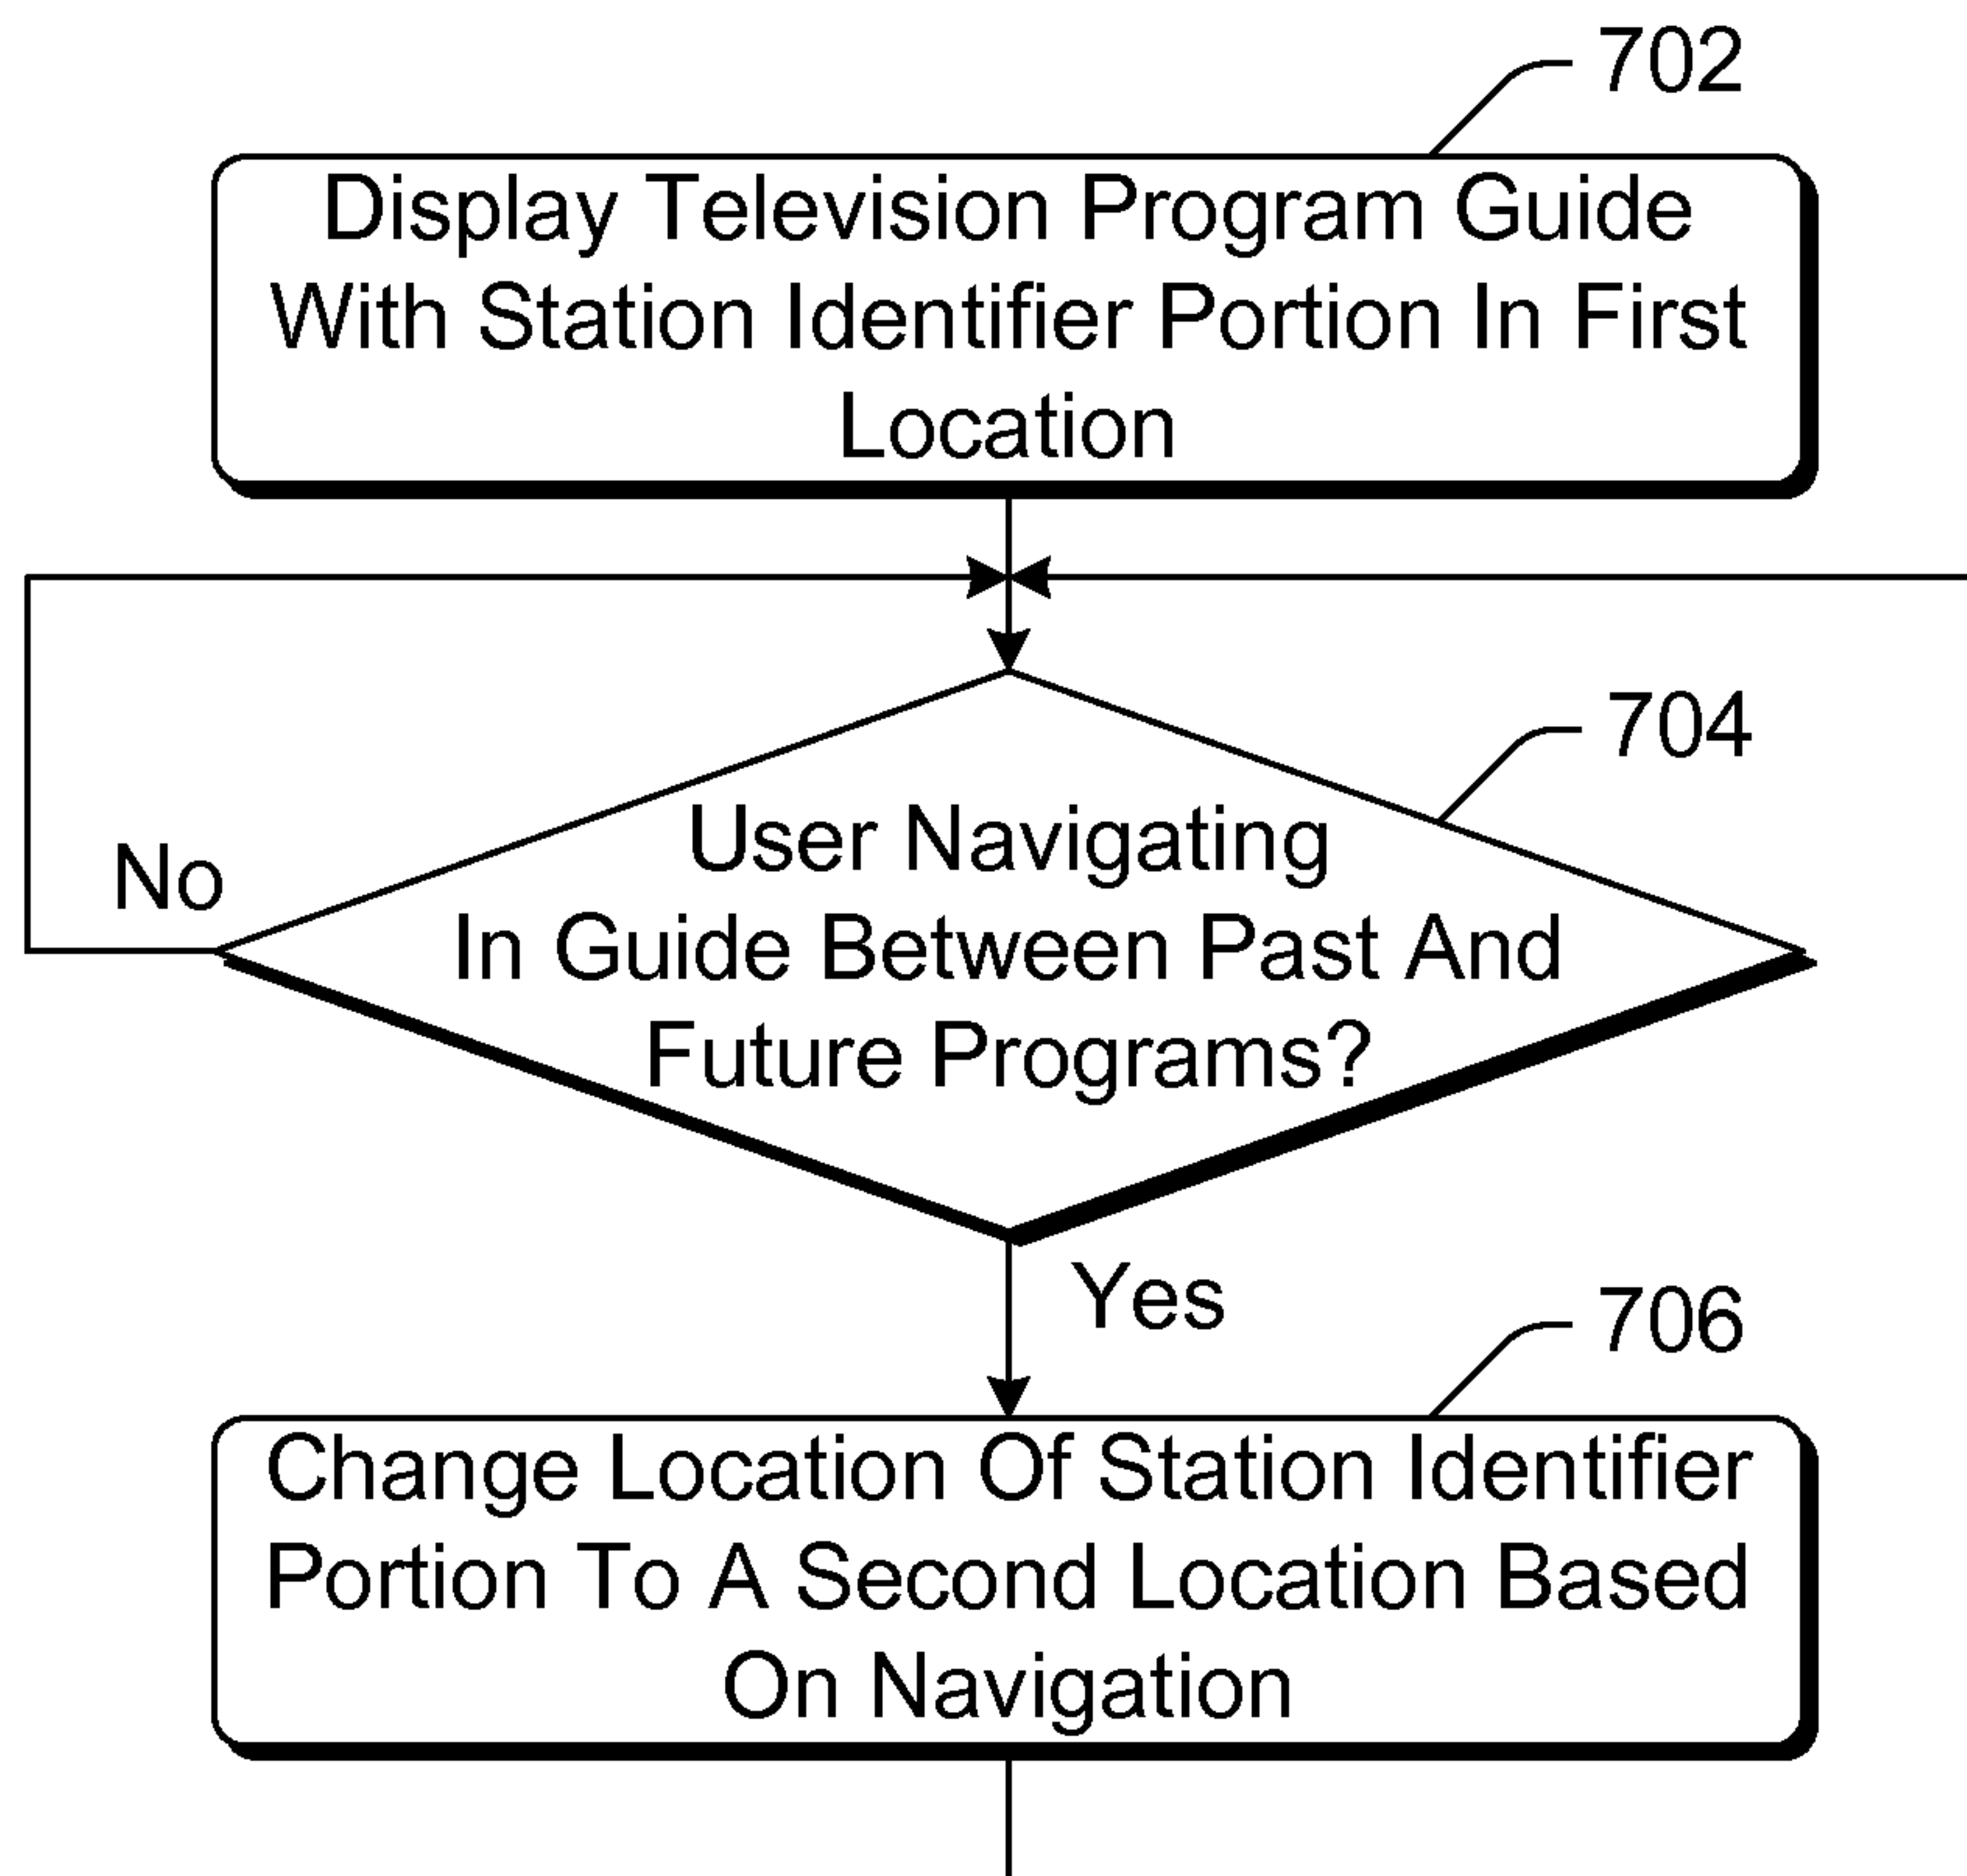 702
Display Television Program Guide
With Station Identifier Portion In First
Location
704
User Navigating
In Guide Between Past And
Future Programs?
No
Yes
706
Change Location Of Station Identifier
Portion To A Second Location Based
On Navigation